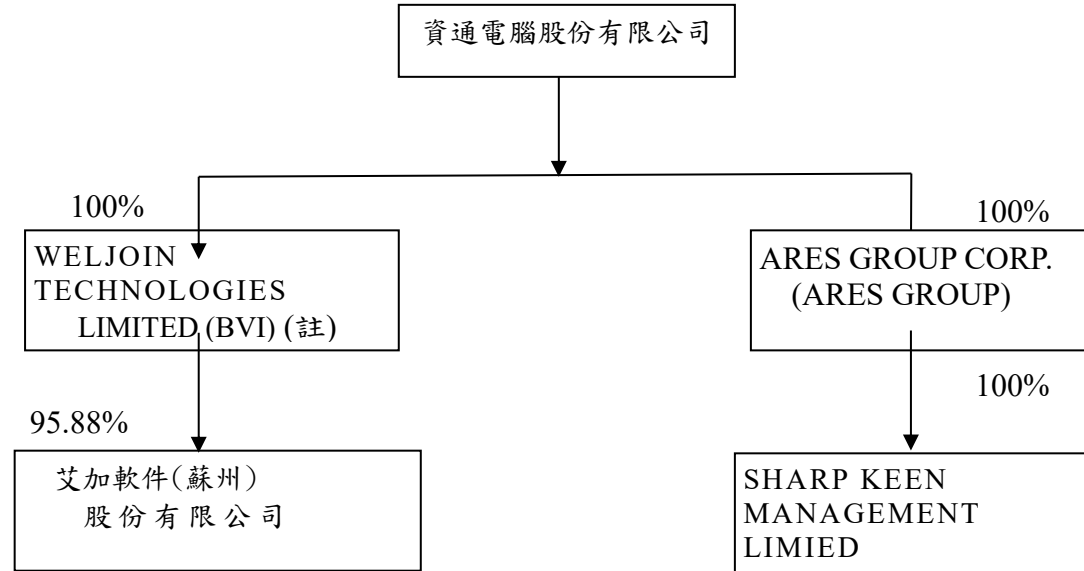 資通電腦股份有限公司
100%
100%
WELJOIN
TECHNOLOGIES
LIMITED (BVI) (註)
ARES GROUP CORP.
(ARES GROUP)
95.88%
100%
艾加軟件(蘇州)
股份有限公司
SHARP KEEN
MANAGEMENT
LIMIED